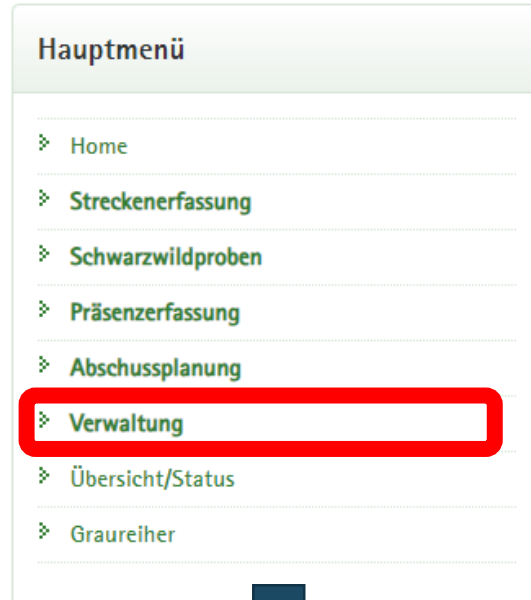 Hauptmenü
Home
Streckenerfassung
Schwarzwildproben
Präsenzerfassung
Abschussplanung
Verwaltung
Übersicht/Status
Graureiher